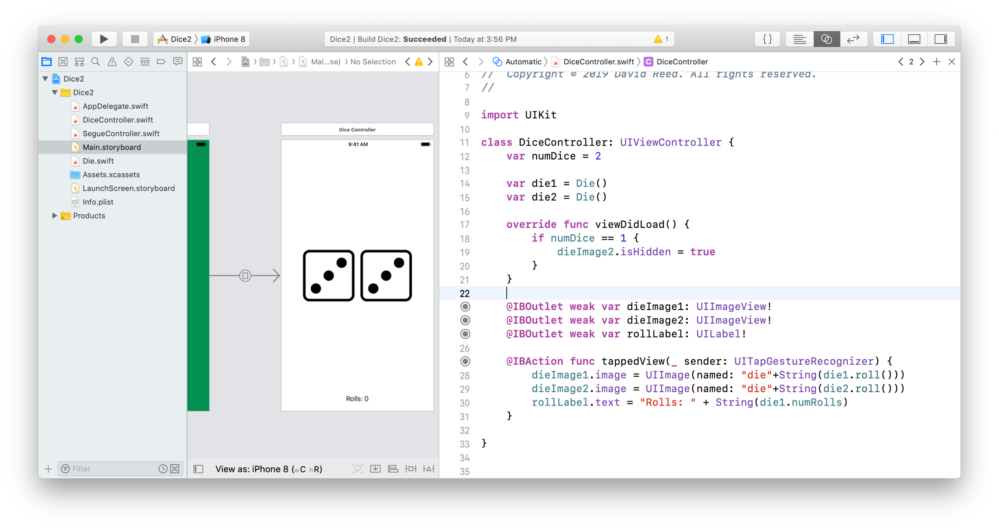 Dice2 〉 iPhone 8
Dice2 | Build Dice2: Succeeded | Today at 3:56 PM
1
{ }
Mai...se) 〉 No Selection
Automatic 〉 DiceController.swift 〉 C DiceController
2
Dice2
Dice2
AppDelegate.swift
DiceController.swift
SegueController.swift
Main.storyboard
Die.swift
Assets.xcassets
LaunchScreen.storyboard
Info.plist
Products
Filter
Dice Controller
9:41 AM
Rolls: 0
View as: iPhone 8 (wC hR)
6 //  Copyright © 2019 David Reed. All rights reserved.
7 //
8
9 import UIKit
10
11 class DiceController: UIViewController {
12     var numDice = 2
13
14     var die1 = Die()
15     var die2 = Die()
16
17     override func viewDidLoad() {
18         if numDice == 1 {
19             dieImage2.isHidden = true
20         }
21     }
22
@IBOutlet weak var dieImage1: UIImageView!
@IBOutlet weak var dieImage2: UIImageView!
@IBOutlet weak var rollLabel: UILabel!
26
@IBAction func tappedView(_ sender: UITapGestureRecognizer) {
28         dieImage1.image = UIImage(named: "die"+String(die1.roll()))
29         dieImage2.image = UIImage(named: "die"+String(die2.roll()))
30         rollLabel.text = "Rolls: " + String(die1.numRolls)
31     }
32
33 }
34
35